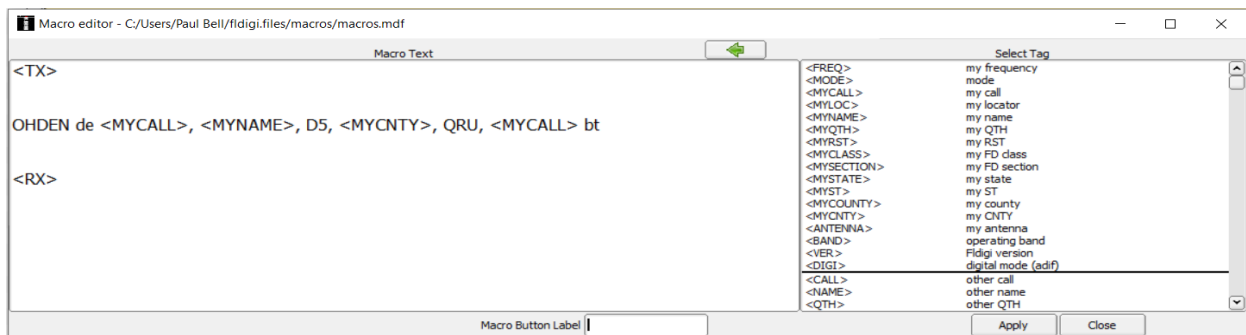 Macro editor - C:/Users/Paul Bell/fldigi.files/macros/macros.mdf
Macro Text
Select Tag
<TX>
OHDEN de <MYCALL>, <MYNAME>, D5, <MYCNTY>, QRU, <MYCALL> bt
<RX>
<FREQ> my frequency
<MODE> mode
<MYCALL> my call
<MYLOC> my locator
<MYNAME> my name
<MYQTH> my QTH
<MYRST> my RST
<MYCLASS> my FD class
<MYSECTION> my FD section
<MYSTATE> my state
<MYST> my ST
<MYCOUNTY> my county
<MYCNTY> my CNTY
<ANTENNA> my antenna
<BAND> operating band
<VER> Fldigi version
<DIGI> digital mode (adif)
<CALL> other call
<NAME> other name
<QTH> other QTH
Macro Button Label
Apply
Close